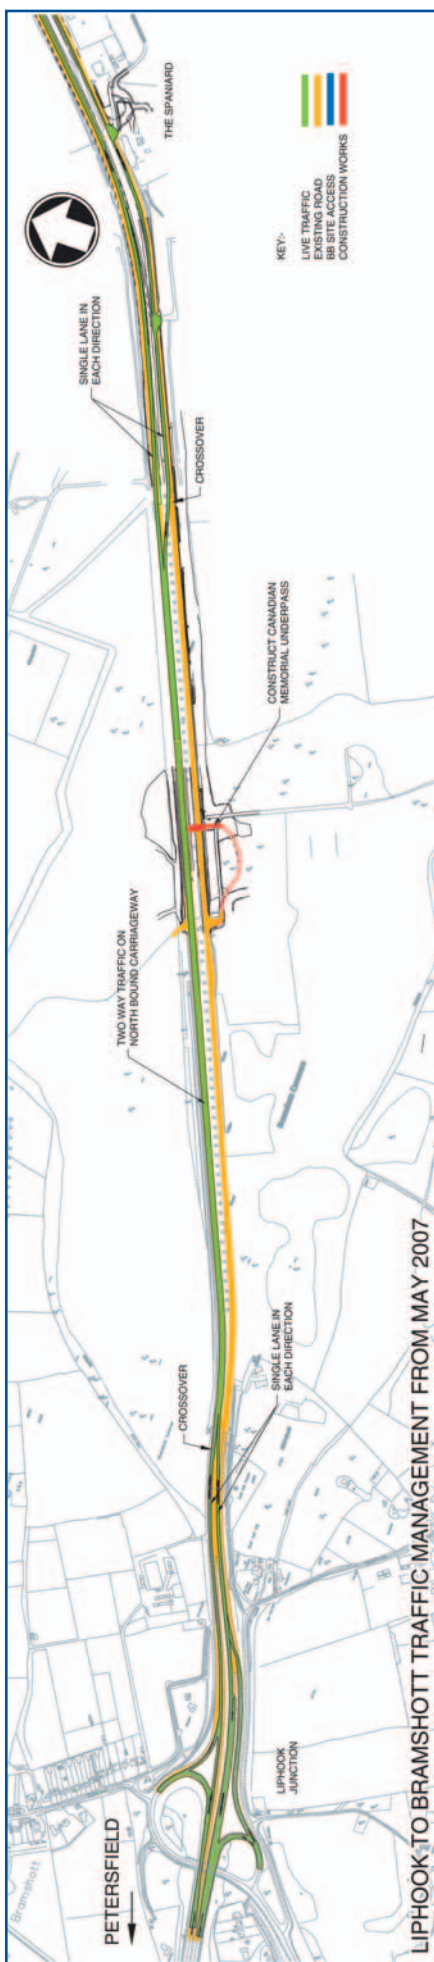 THE SPANIARD
KEY:-
LIVE TRAFFIC
EXISTING ROAD
BB SITE ACCESS
CONSTRUCTION WORKS
SINGLE LANE IN
EACH DIRECTION
CROSSOVER
CONSTRUCT CANADIAN
MEMORIAL UNDERPASS
TWO WAY TRAFFIC ON
NORTH BOUND CARRIAGEWAY
CROSSOVER
SINGLE LANE IN
EACH DIRECTION
LIPHOOK
JUNCTION
PETERSFIELD
Bramshott
LIPHOOK TO BRAMSHOTT TRAFFIC MANAGEMENT FROM MAY 2007